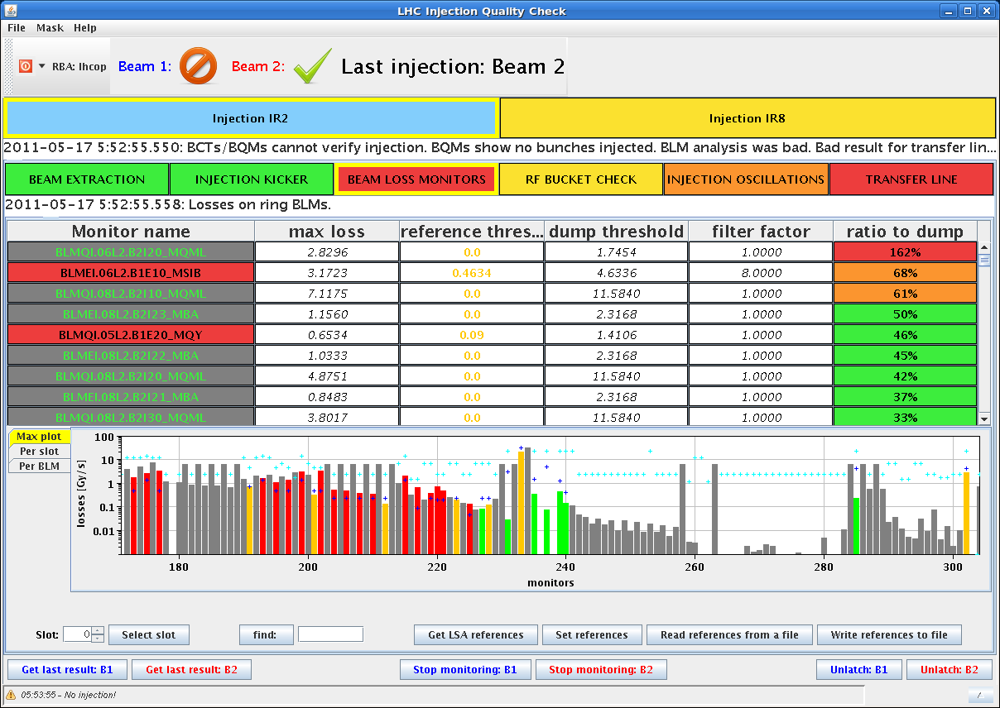 LHC Injection Quality Check
File Mask Help
RBA: lhcop Beam 1: Beam 2: Last injection: Beam 2
Injection IR2 Injection IR8
2011-05-17 5:52:55.550: BCTs/BQMs cannot verify injection. BQMs show no bunches injected. BLM analysis was bad. Bad result for transfer lin...
BEAM EXTRACTION INJECTION KICKER BEAM LOSS MONITORS RF BUCKET CHECK INJECTION OSCILLATIONS TRANSFER LINE
2011-05-17 5:52:55.558: Losses on ring BLMs.
Monitor name max loss reference thres... dump threshold filter factor ratio to dump
BLMQI.06L2.B2I20_MQML 2.8296 0.0 1.7454 1.0000 162%
BLMEI.06L2.B1E10_MSIB 3.1723 0.4634 4.6336 8.0000 68%
BLMQI.08L2.B2I10_MQML 7.1175 0.0 11.5840 1.0000 61%
BLMEI.08L2.B2I23_MBA 1.1560 0.0 2.3168 1.0000 50%
BLMQI.05L2.B1E20_MQY 0.6534 0.09 1.4106 1.0000 46%
BLMEI.08L2.B2I22_MBA 1.0333 0.0 2.3168 1.0000 45%
BLMQI.08L2.B2I20_MQML 4.8751 0.0 11.5840 1.0000 42%
BLMEI.08L2.B2I21_MBA 0.8483 0.0 2.3168 1.0000 37%
BLMQI.08L2.B2I30_MQML 3.8017 0.0 11.5840 1.0000 33%
Max plot
Per slot
Per BLM
losses [Gy/s]
100
10
1
0.1
0.01
180 200 220 240 260 280 300
monitors
Slot: 0 Select slot find: Get LSA references Set references Read references from a file Write references to file
Get last result: B1 Get last result: B2 Stop monitoring: B1 Stop monitoring: B2 Unlatch: B1 Unlatch: B2
05:53:55 - No injection!